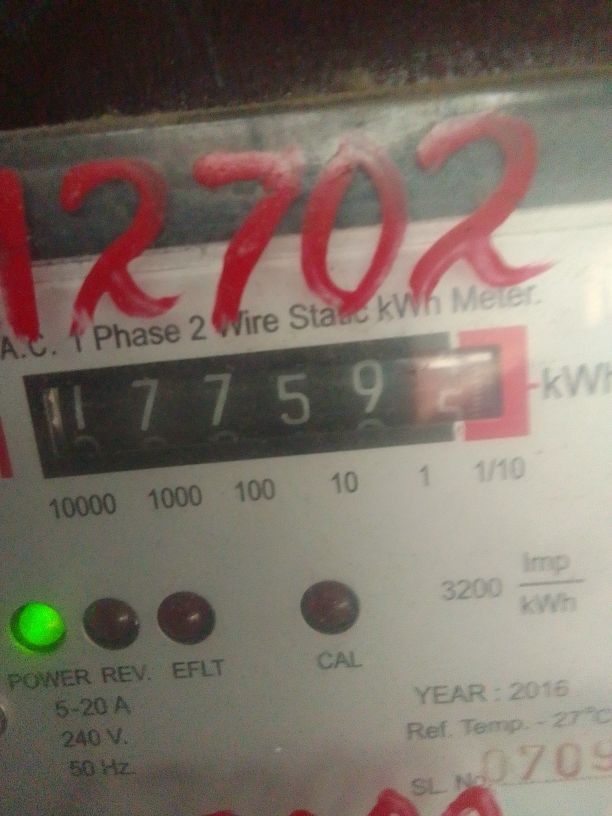 12702
A.C. 1 Phase 2 Wire Static kWh Meter.
17759 kWh
10000 1000 100 10 1 1/10
3200 Imp/kWh
POWER REV. EFLT CAL
5-20 A
240 V.
50 Hz.
YEAR : 2016
Ref. Temp. - 27°C
SL. No. 0709